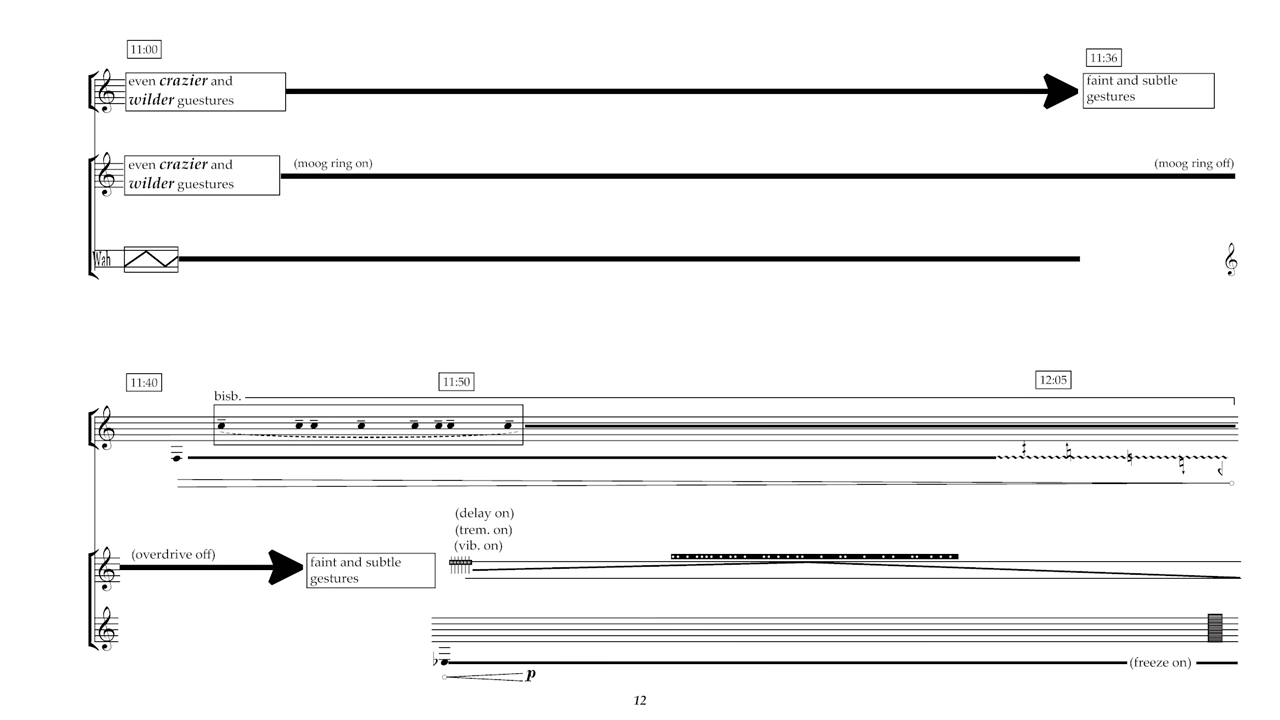 11:00
11:36
even crazier and
wilder guestures
faint and subtle
gestures
even crazier and
wilder guestures
(moog ring on)
(moog ring off)
Wah
11:40
11:50
12:05
bisb.
(delay on)
(trem. on)
(vib. on)
(overdrive off)
faint and subtle
gestures
(freeze on)
p
12